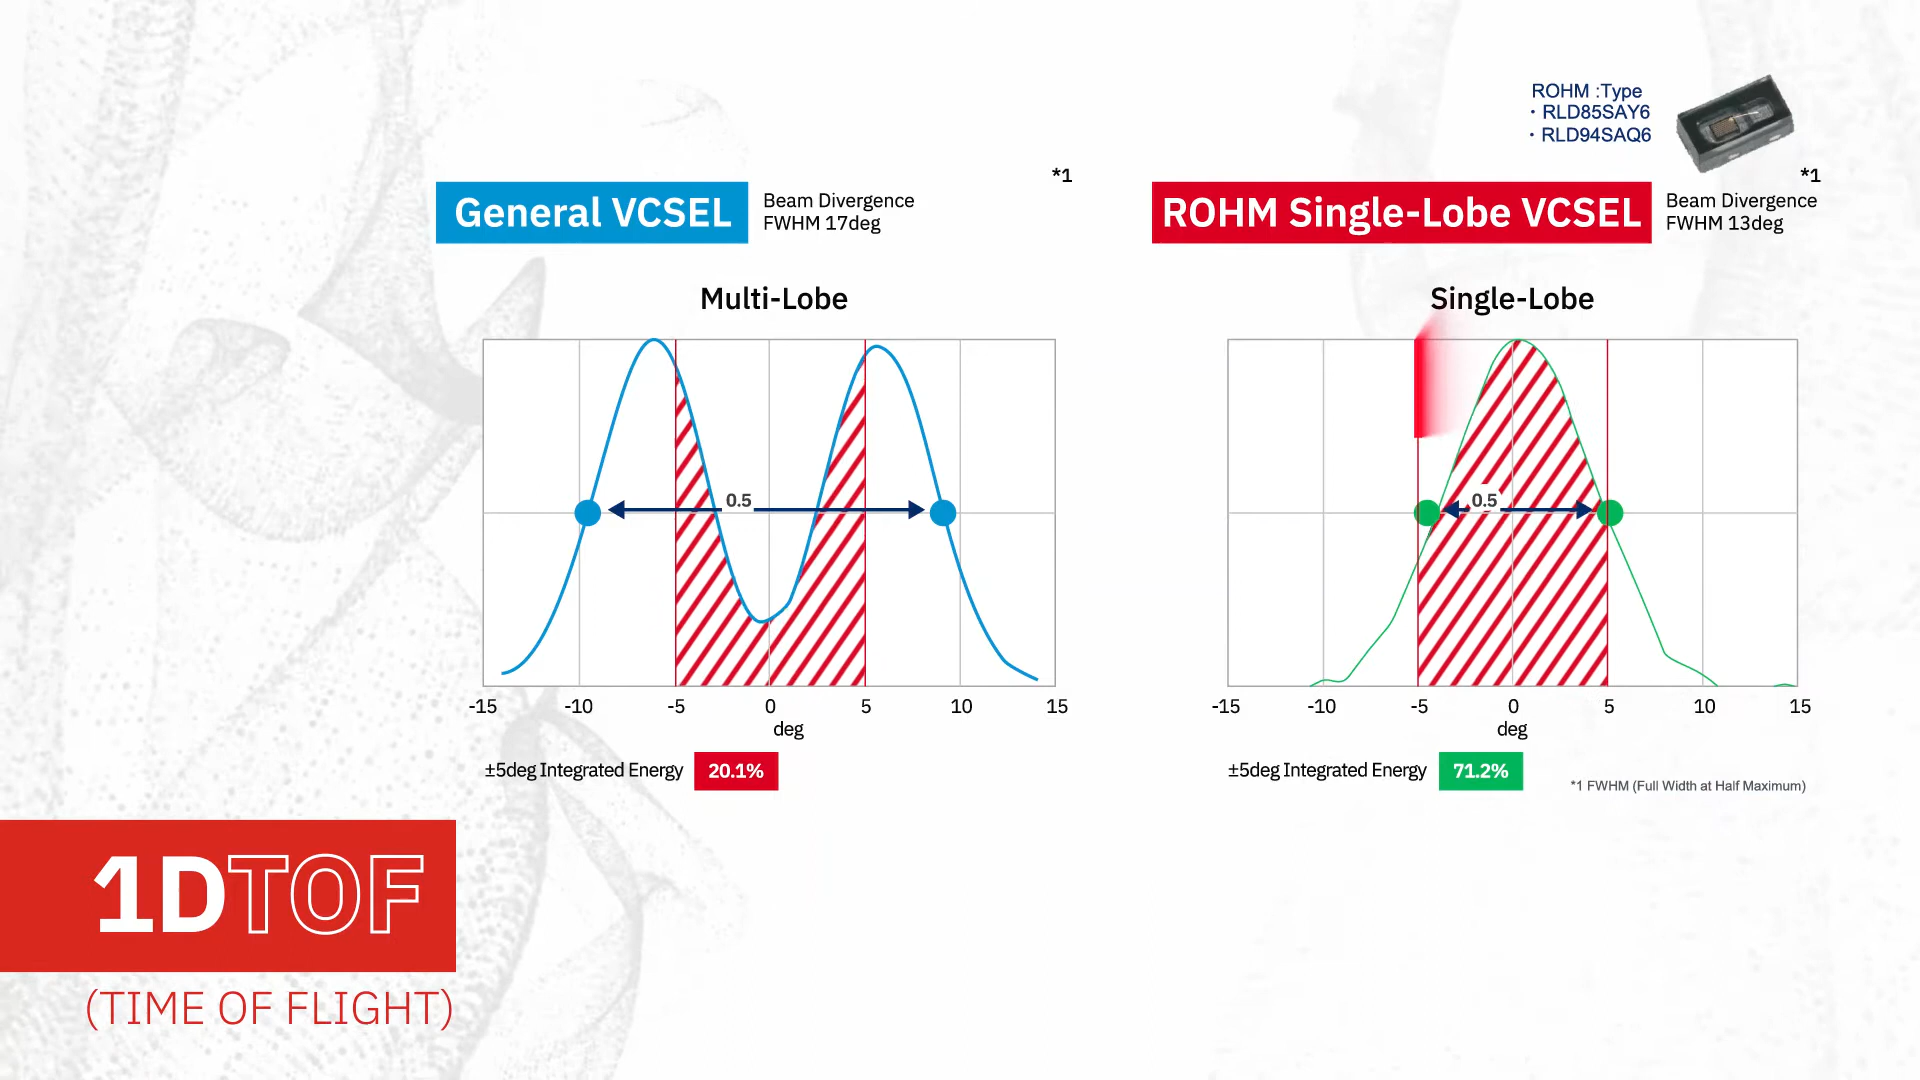 ROHM :Type
・RLD85SAY6
・RLD94SAQ6
*1
*1
General VCSEL
Beam Divergence
FWHM 17deg
ROHM Single-Lobe VCSEL
Beam Divergence
FWHM 13deg
Multi-Lobe
0.5
-15 -10 -5 0 5 10 15
deg
±5deg Integrated Energy 20.1%
Single-Lobe
0.5
-15 -10 -5 0 5 10 15
deg
±5deg Integrated Energy 71.2%
*1 FWHM (Full Width at Half Maximum)
1DTOF
(TIME OF FLIGHT)